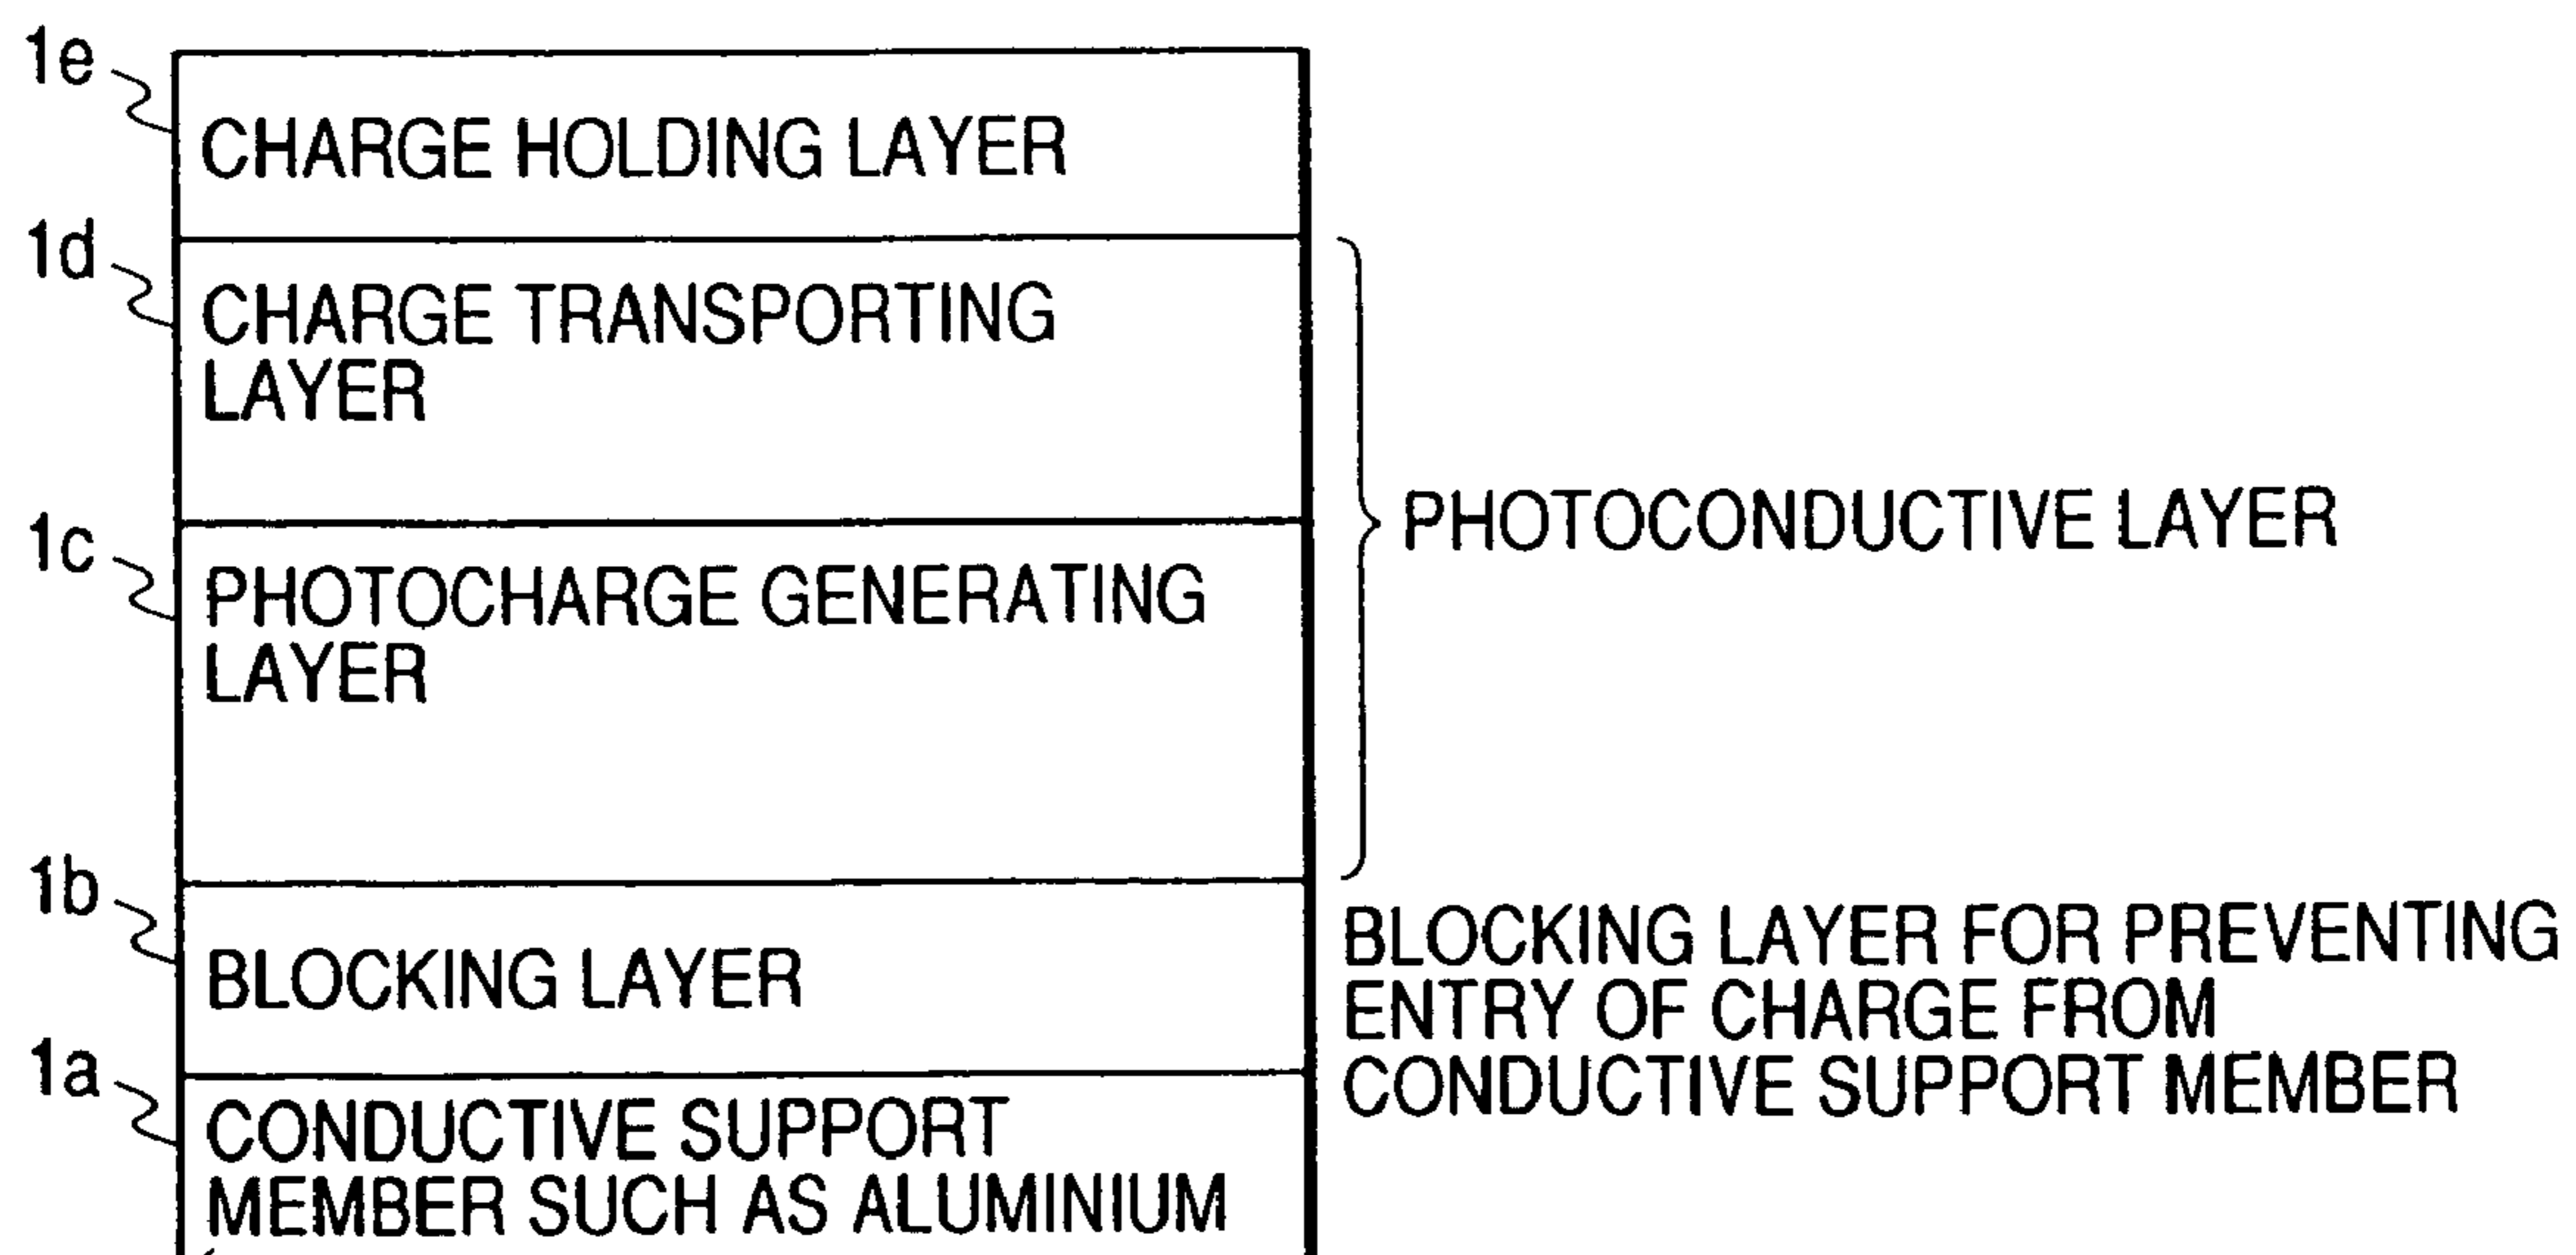 1e
CHARGE HOLDING LAYER
1d
CHARGE TRANSPORTING
LAYER
1c
PHOTOCHARGE GENERATING
LAYER
PHOTOCONDUCTIVE LAYER
1b
BLOCKING LAYER
BLOCKING LAYER FOR PREVENTING
ENTRY OF CHARGE FROM
CONDUCTIVE SUPPORT MEMBER
1a
CONDUCTIVE SUPPORT
MEMBER SUCH AS ALUMINIUM